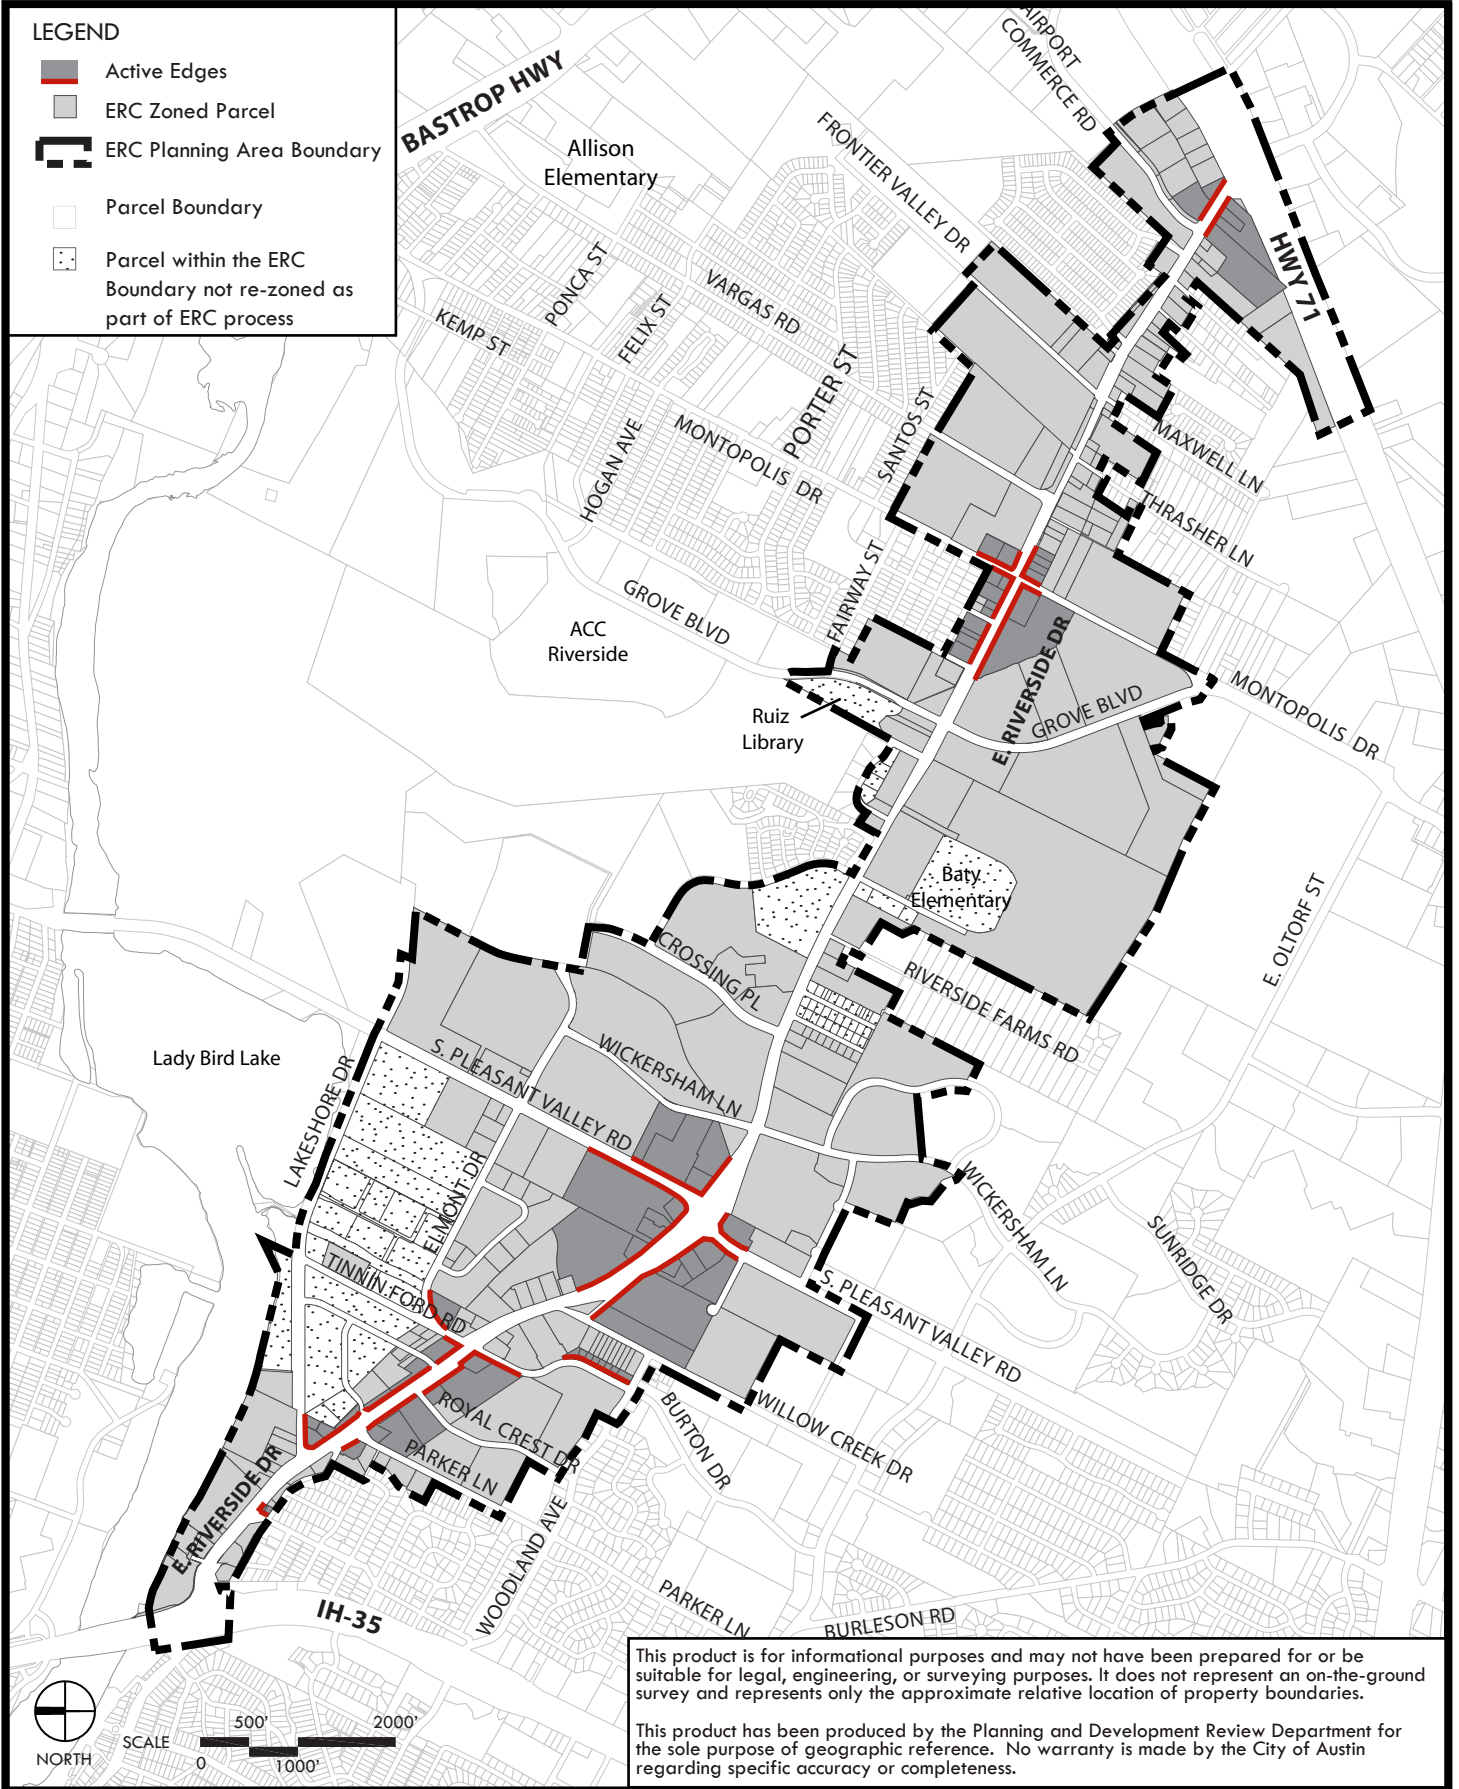 LEGEND
Active Edges
ERC Zoned Parcel
ERC Planning Area Boundary
Parcel Boundary
Parcel within the ERC
Boundary not re-zoned as
part of ERC process
BASTROP HWY
Allison
Elementary
AIRPORT
COMMERCE RD
FRONTIER VALLEY DR
HWY 71
PONCA ST
VARGAS RD
KEMP ST
FELIX ST
PORTER ST
SANTOS ST
HOGAN AVE
MONTOPOLIS DR
MAXWELL LN
THRASHER LN
FAIRWAY ST
GROVE BLVD
ACC
Riverside
E. RIVERSIDE DR
GROVE BLVD
MONTOPOLIS DR
Ruiz
Library
Baty
Elementary
E. OLTORF ST
CROSSING PL
RIVERSIDE FARMS RD
Lady Bird Lake
LAKESHORE DR
S. PLEASANT VALLEY RD
WICKERSHAM LN
ELMONT DR
WICKERSHAM LN
SUNRIDGE DR
TINNIN FORD RD
S. PLEASANT VALLEY RD
ROYAL CREST DR
BURTON DR
WILLOW CREEK DR
PARKER LN
E. RIVERSIDE DR
WOODLAND AVE
IH-35
PARKER LN
BURLESON RD
NORTH
SCALE
500'
2000'
0
1000'
This product is for informational purposes and may not have been prepared for or be
suitable for legal, engineering, or surveying purposes. It does not represent an on-the-ground
survey and represents only the approximate relative location of property boundaries.
This product has been produced by the Planning and Development Review Department for
the sole purpose of geographic reference. No warranty is made by the City of Austin
regarding specific accuracy or completeness.